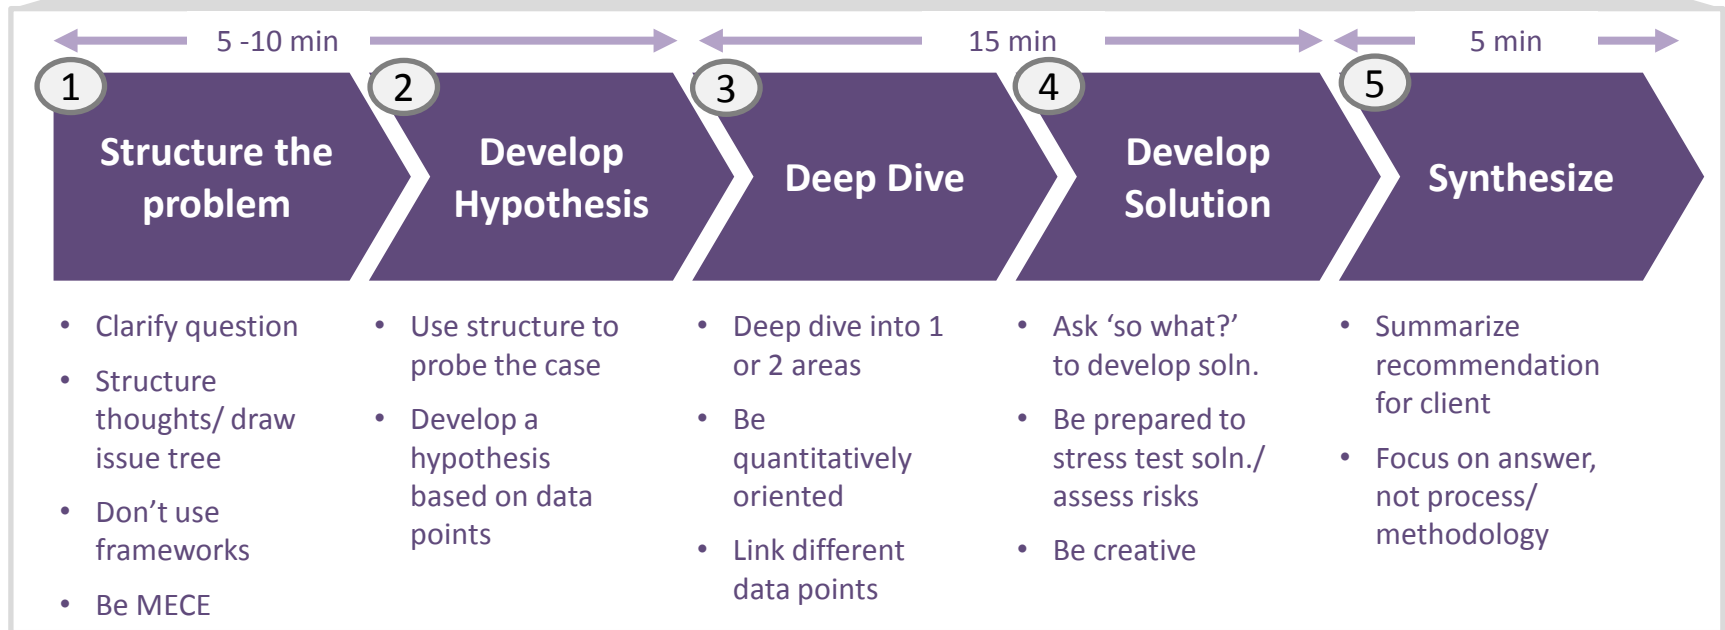 5 -10 min
15 min
5 min
1
2
3
4
5
Structure the
problem
Develop
Hypothesis
Deep Dive
Develop
Solution
Synthesize
• Clarify question
• Structure
thoughts/ draw
issue tree
• Don’t use
frameworks
• Be MECE
• Use structure to
probe the case
• Develop a
hypothesis
based on data
points
• Deep dive into 1
or 2 areas
• Be
quantitatively
oriented
• Link different
data points
• Ask ‘so what?’
to develop soln.
• Be prepared to
stress test soln./
assess risks
• Be creative
• Summarize
recommendation
for client
• Focus on answer,
not process/
methodology